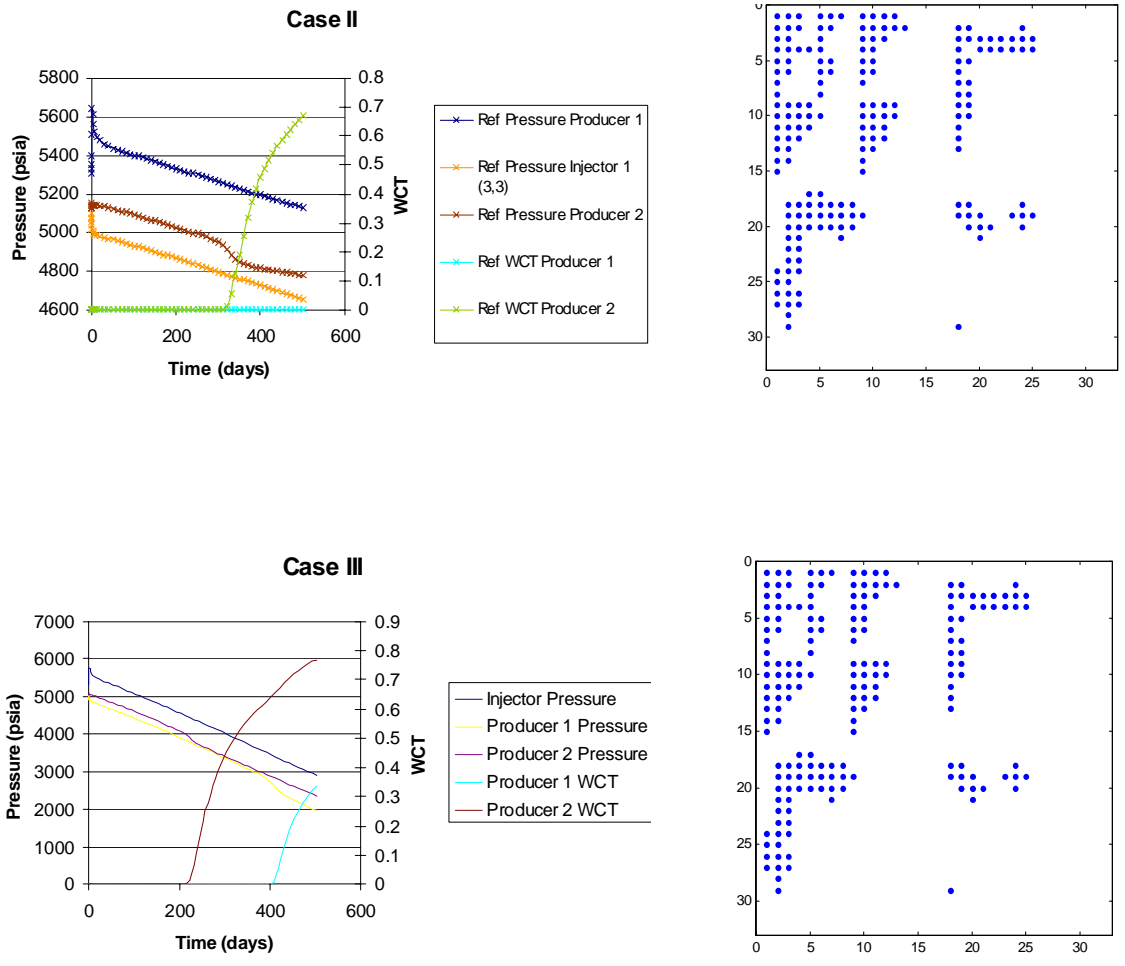 Case II
5800
5600
5400
5200
5000
4800
4600
Pressure (psia)
0.8
0.7
0.6
0.5
0.4
0.3
0.2
0.1
0
WCT
0 200 400 600
Time (days)
Ref Pressure Producer 1
Ref Pressure Injector 1
(3,3)
Ref Pressure Producer 2
Ref WCT Producer 1
Ref WCT Producer 2
0
5
10
15
20
25
30
0 5 10 15 20 25 30
Case III
7000
6000
5000
4000
3000
2000
1000
0
Pressure (psia)
0.9
0.8
0.7
0.6
0.5
0.4
0.3
0.2
0.1
0
WCT
0 200 400 600
Time (days)
Injector Pressure
Producer 1 Pressure
Producer 2 Pressure
Producer 1 WCT
Producer 2 WCT
0
5
10
15
20
25
30
0 5 10 15 20 25 30